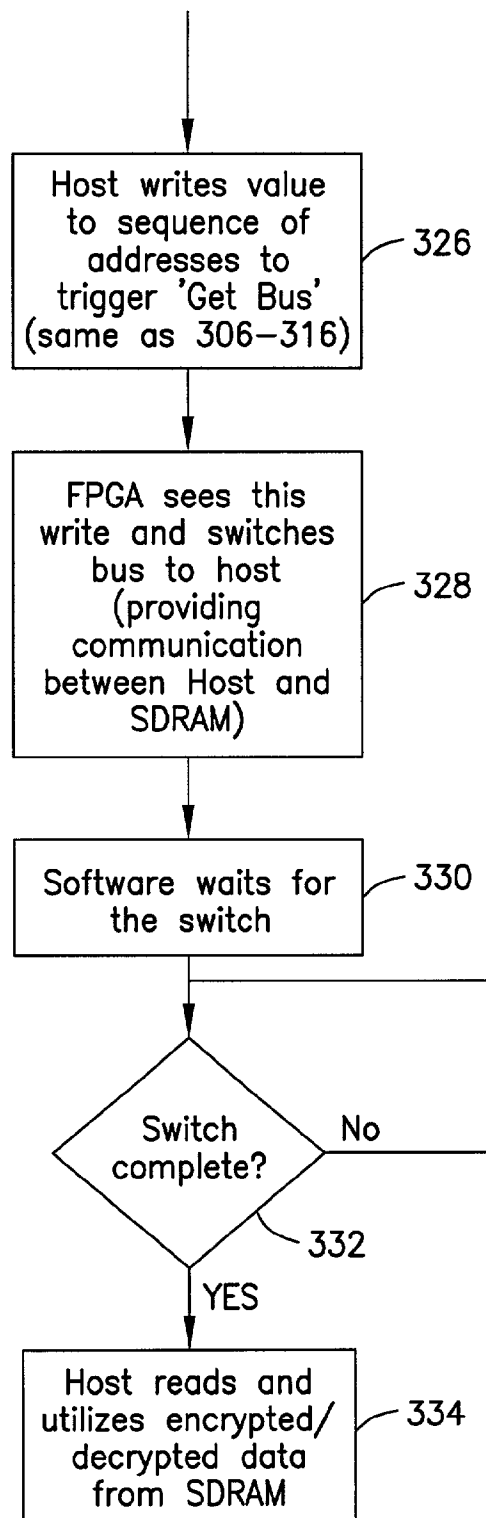 Host writes value
to sequence of
addresses to
trigger 'Get Bus'
(same as 306–316)
326
FPGA sees this
write and switches
bus to host
(providing
communication
between Host and
SDRAM)
328
Software waits for
the switch
330
Switch
complete?
No
332
YES
Host reads and
utilizes encrypted/
decrypted data
from SDRAM
334